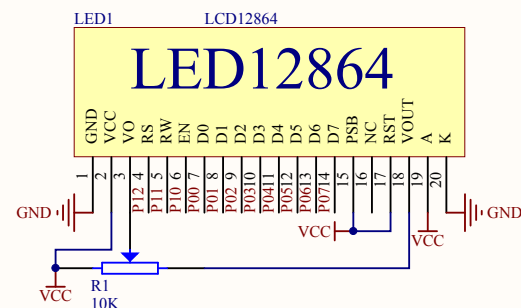 LED1 LCD12864
LED12864
GND VCC VO RS RW EN D0 D1 D2 D3 D4 D5 D6 D7 PSB NC RST VOUT A K
1 2 3 4 5 6 7 8 9 10 11 12 13 14 15 16 17 18 19 20
P12 P11 P10 P00 P01 P02 P03 P04 P05 P06 P07
GND GND
VCC VCC
R1
VCC 10K